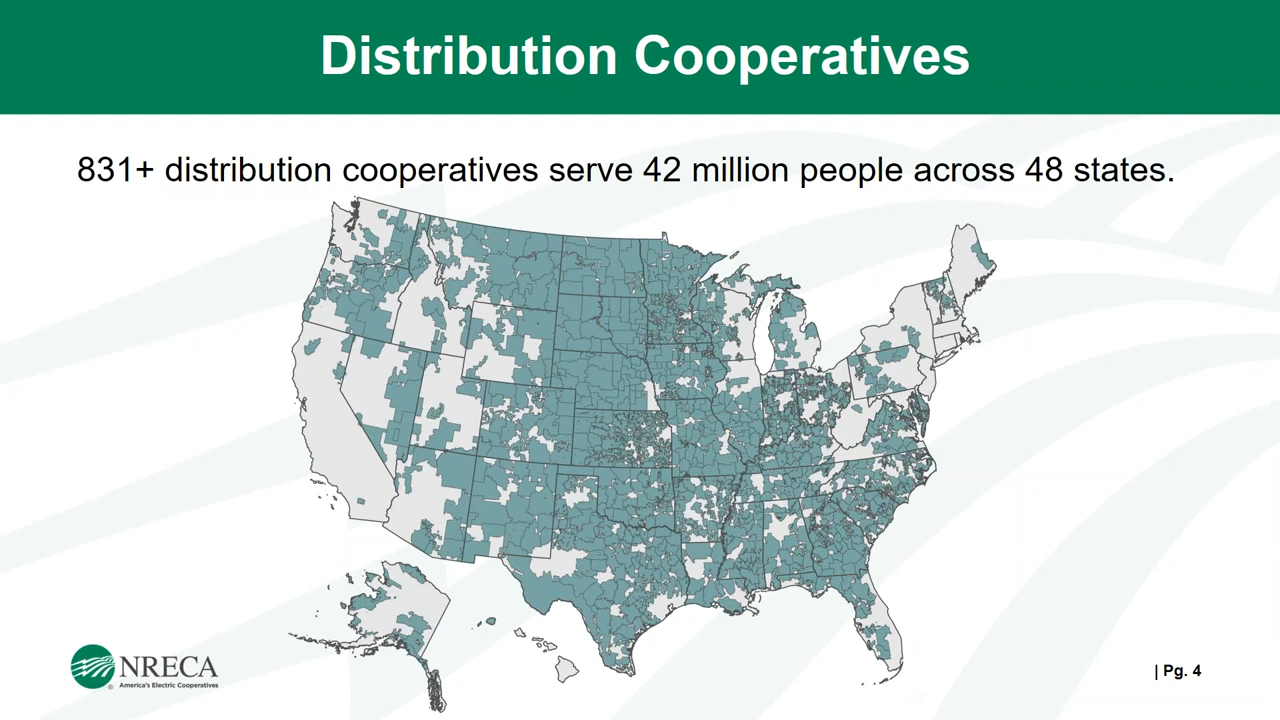 Distribution Cooperatives
831+ distribution cooperatives serve 42 million people across 48 states.
NRECA
®
America's Electric Cooperatives
| Pg. 4